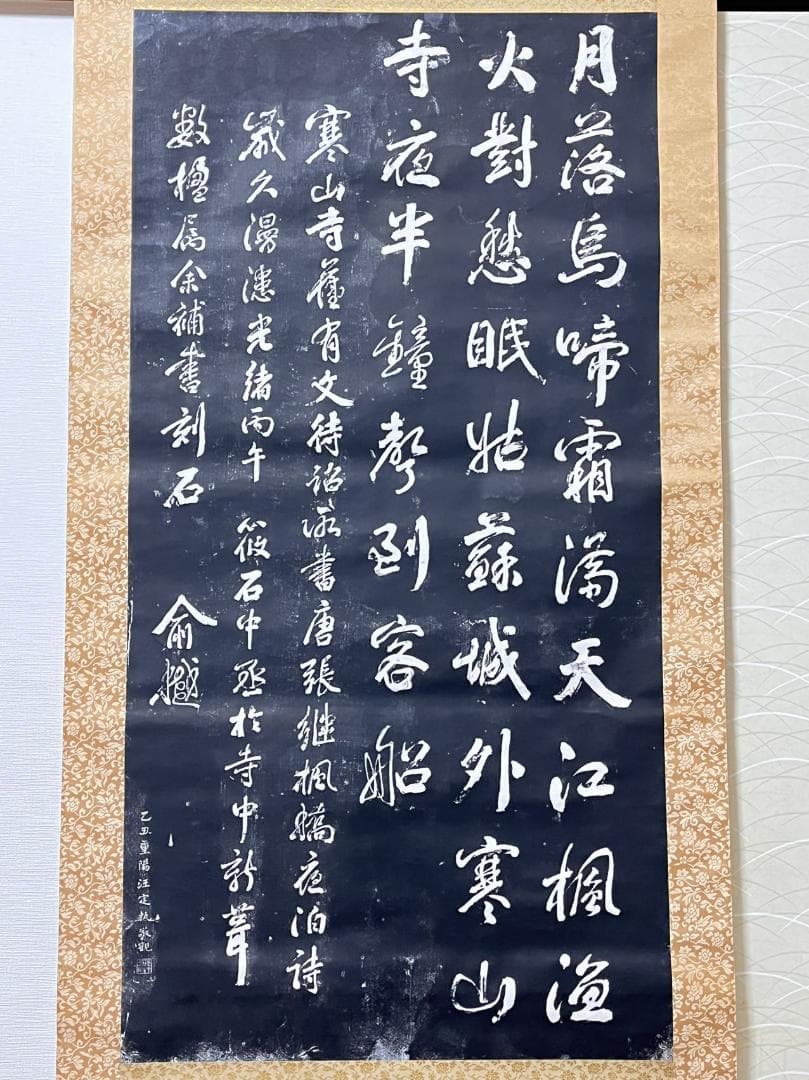 月落烏啼霜滿天江楓漁
火對愁眠姑蘇城外寒山
寺夜半鐘聲到客船
寒山寺舊有文待詔所書唐張繼楓橋夜泊詩
歲久漫漶光緒丙午 筱石中丞於寺中新葺
數楹屬余補書刻石
俞樾
乙丑重陽汪定執敬觀